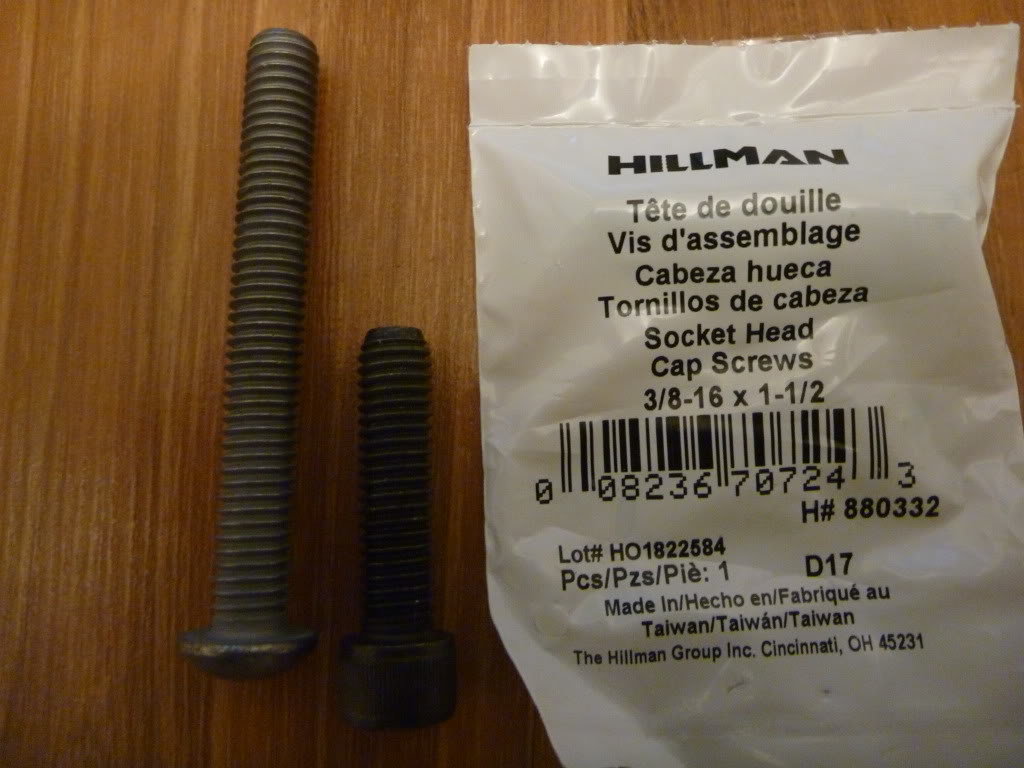 HILLMAN
Tête de douille
Vis d'assemblage
Cabeza hueca
Tornillos de cabeza
Socket Head
Cap Screws
3/8-16 x 1-1/2
0 08236 70724 3
H# 880332
Lot# HO1822584
Pcs/Pzs/Piè: 1 D17
Made In/Hecho en/Fabriqué au
Taiwan/Taiwán/Taiwan
The Hillman Group Inc. Cincinnati, OH 45231